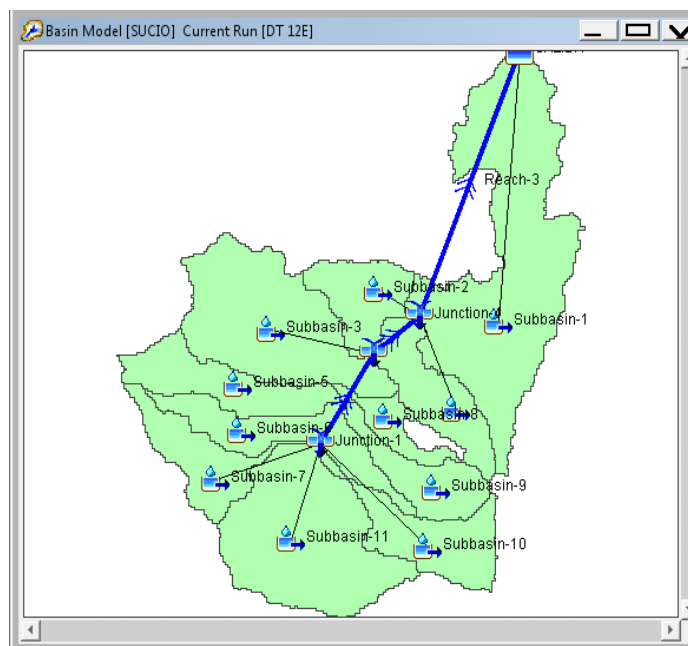 Basin Model [SUCIO] Current Run [DT 12E]
Reach-3
Subbasin-2
Junction-4
Subbasin-1
Subbasin-3
Subbasin-5
Subbasin-8
Junction-1
Subbasin-7
Subbasin-9
Subbasin-11
Subbasin-10